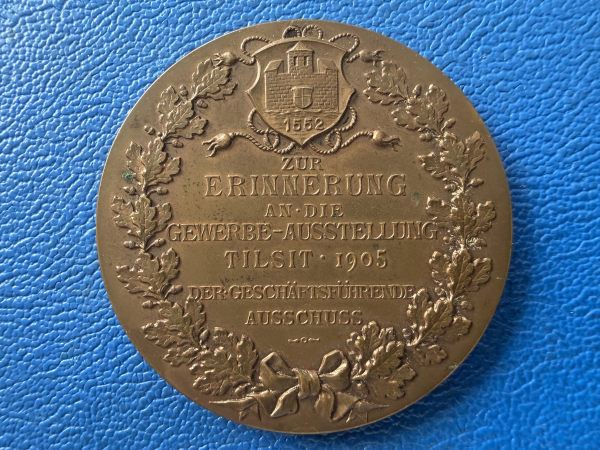 1552
ZUR
ERINNERUNG
AN·DIE
GEWERBE-AUSSTELLUNG
TILSIT·1905
DER·GESCHÄFTSFÜHRENDE
AUSSCHUSS